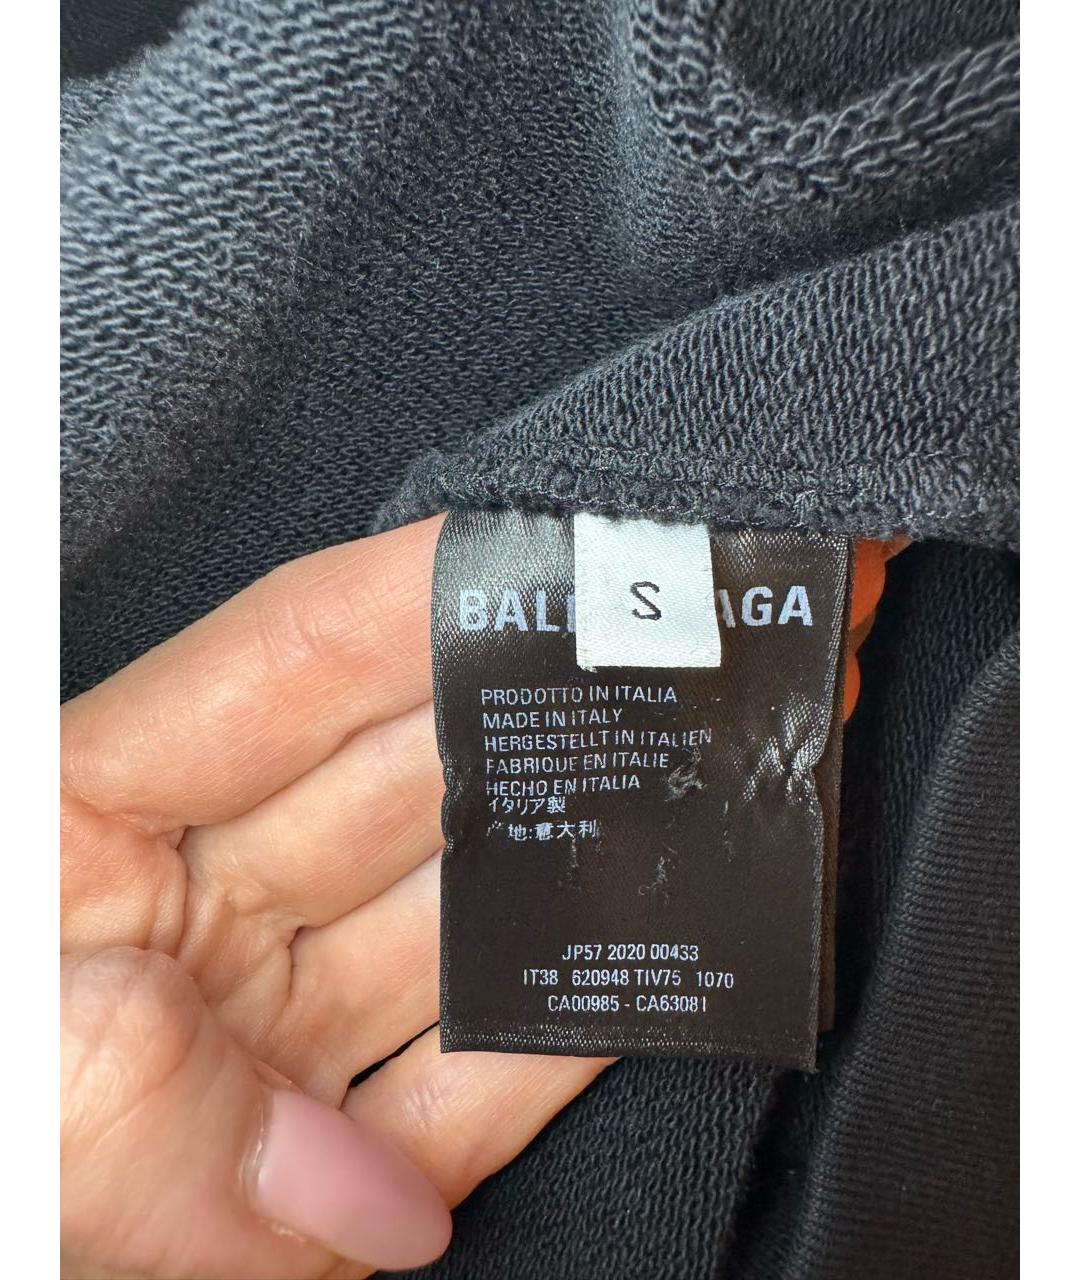 S
BAL AGA
PRODOTTO IN ITALIA
MADE IN ITALY
HERGESTELLT IN ITALIEN
FABRIQUE EN ITALIE
HECHO EN ITALIA
イタリア製
产地:意大利
JP57 2020 00433
IT38 620948 TIV75 1070
CA00985 - CA63081